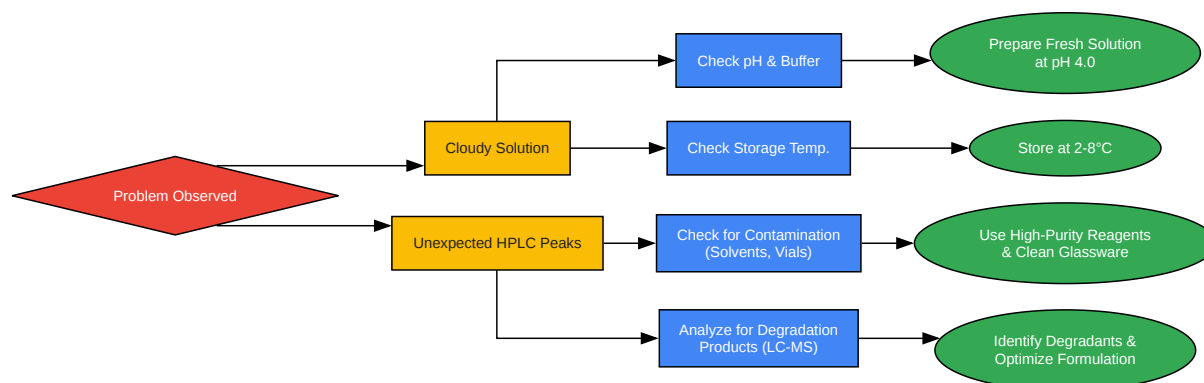 Problem Observed
Cloudy Solution
Unexpected HPLC Peaks
Check pH & Buffer
Check Storage Temp.
Check for Contamination
(Solvents, Vials)
Analyze for Degradation
Products (LC-MS)
Prepare Fresh Solution
at pH 4.0
Store at 2-8°C
Use High-Purity Reagents
& Clean Glassware
Identify Degradants &
Optimize Formulation